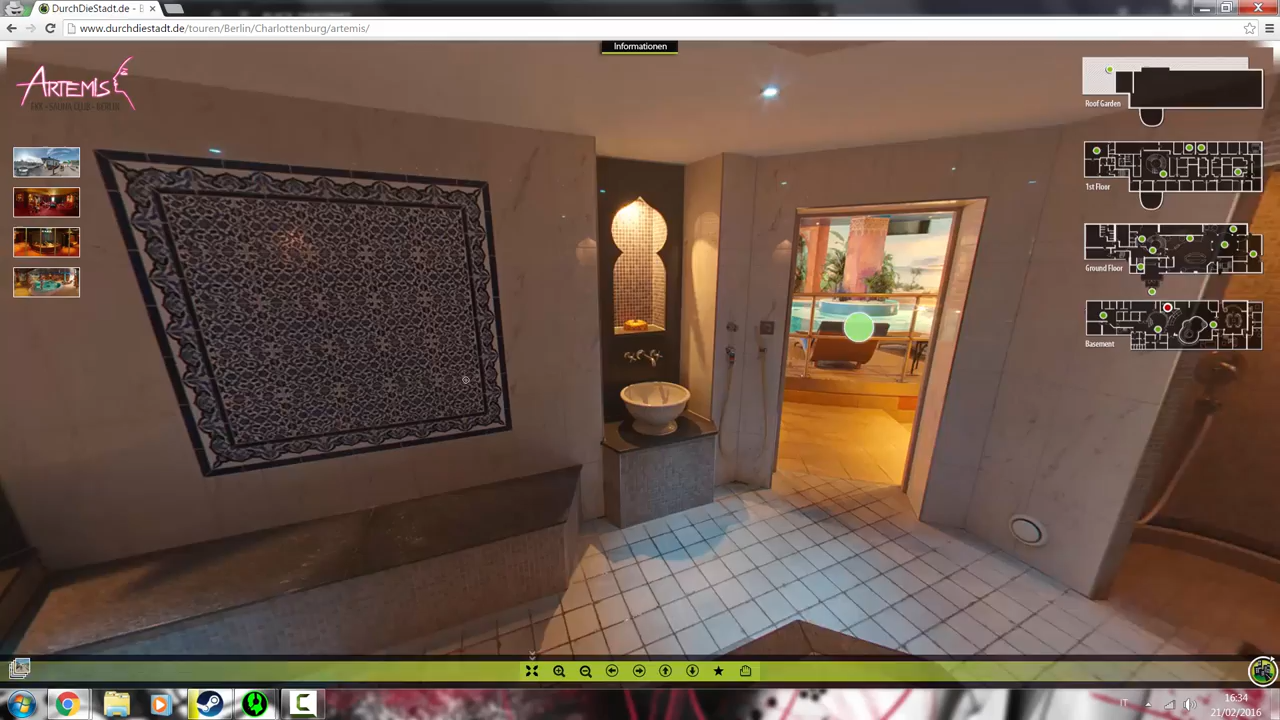 DurchDieStadt.de - B
www.durchdiestadt.de/touren/Berlin/Charlottenburg/artemis/
Informationen
ARTEMIS
FKK - SAUNA CLUB - BERLIN
Roof Garden
1st Floor
Ground Floor
Basement
IT
16:34
21/02/2016